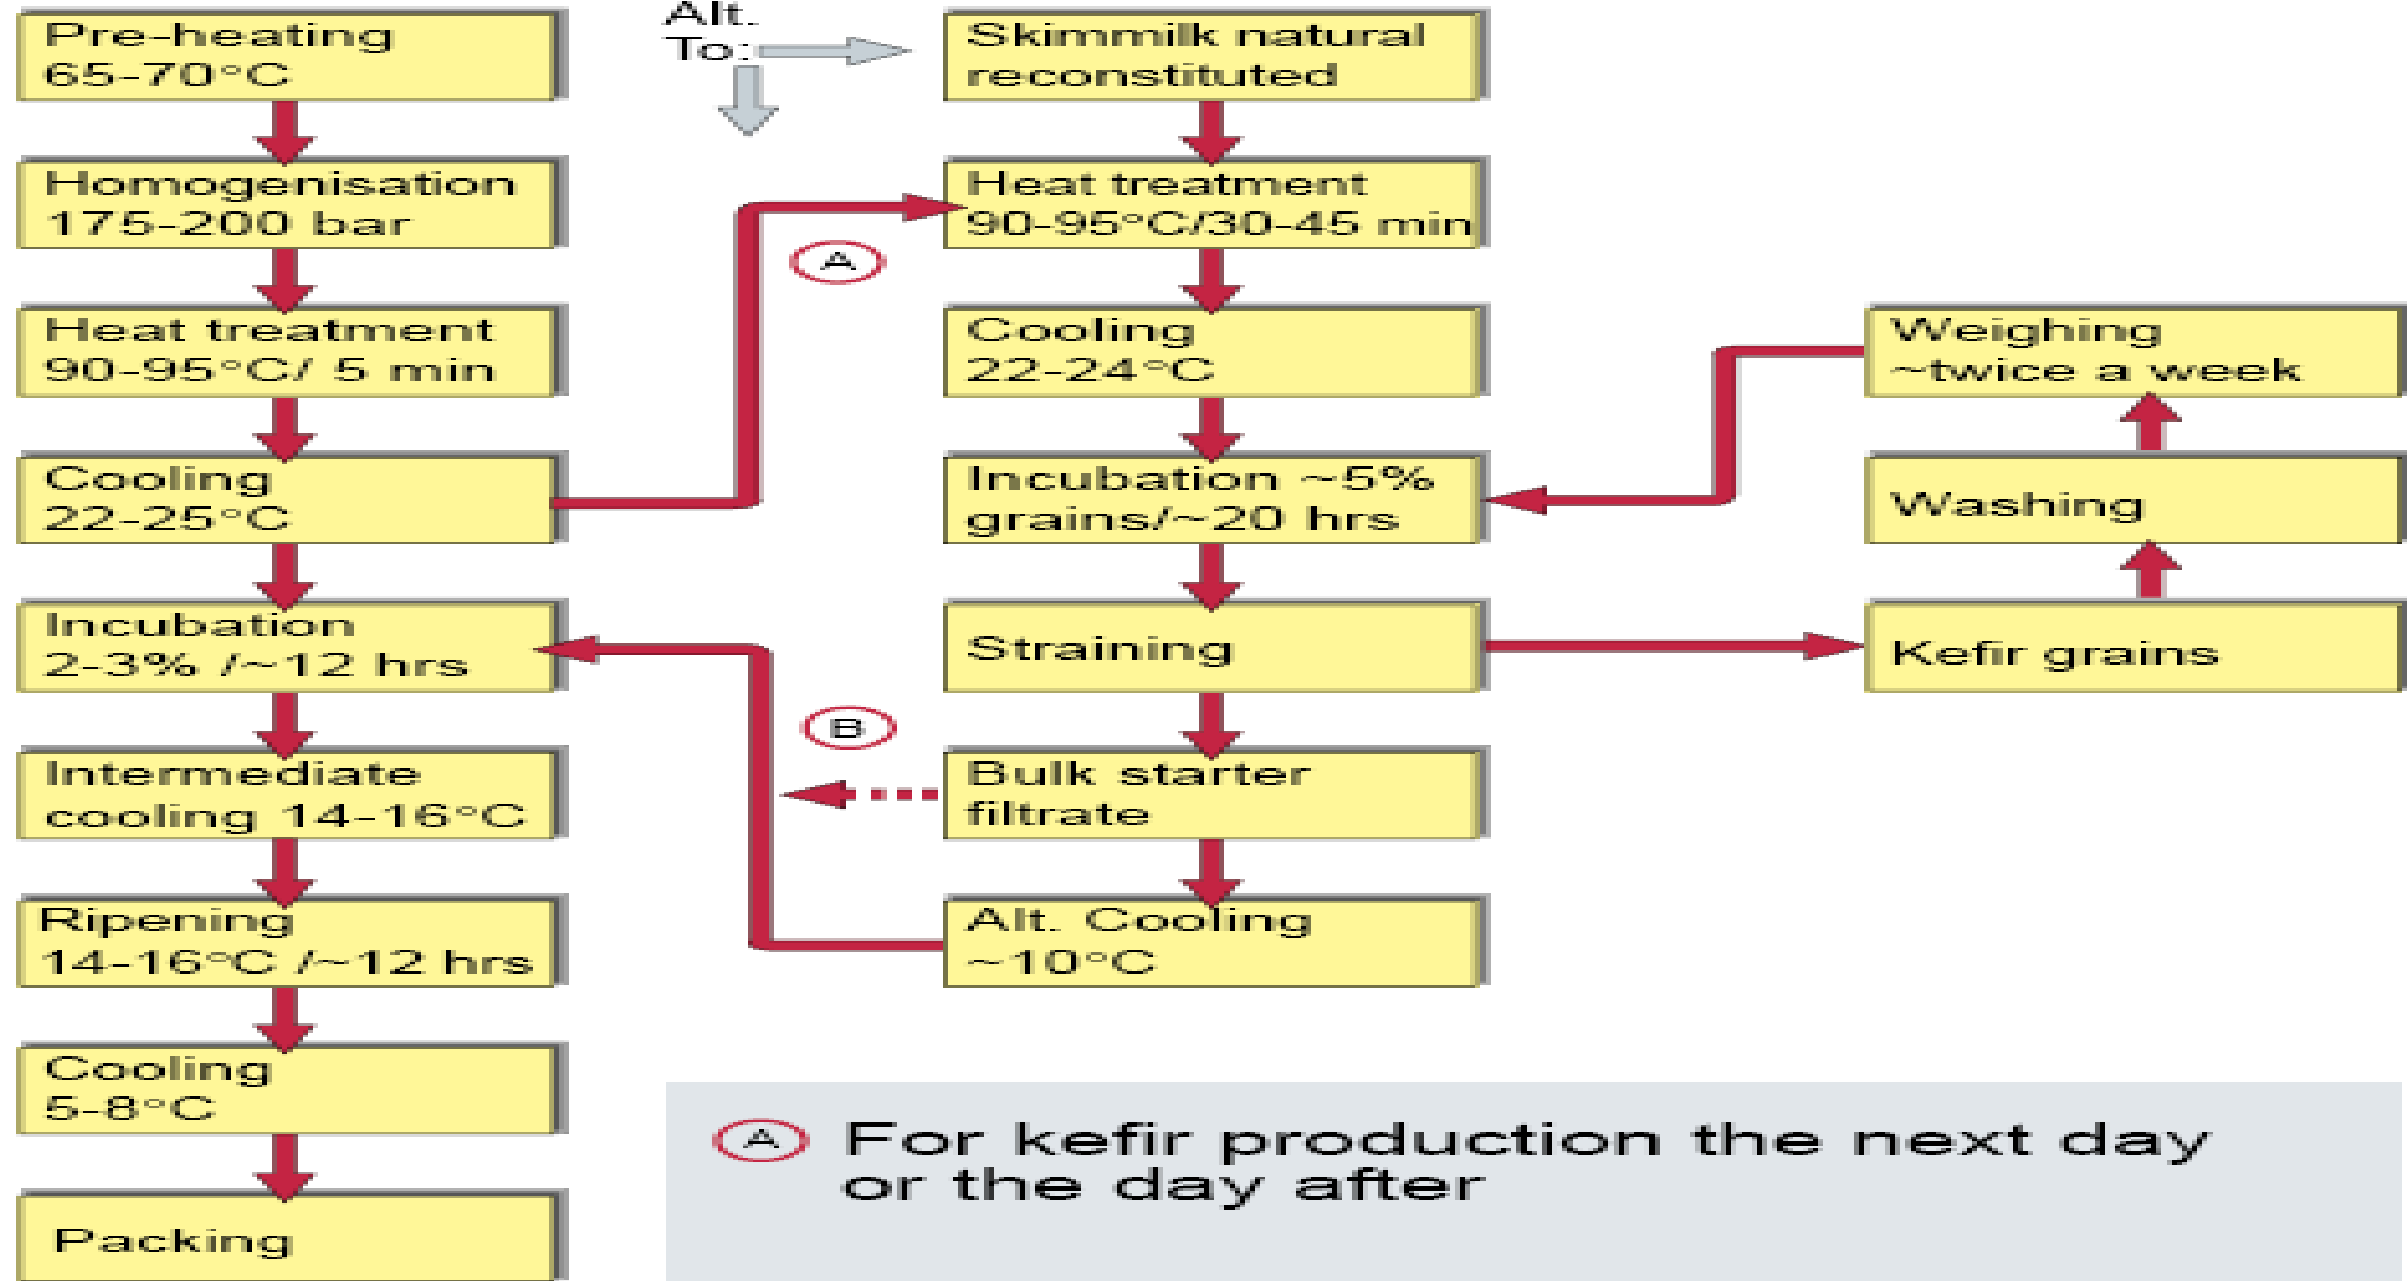 Pre-heating
65-70°C
Homogenisation
175-200 bar
Heat treatment
90-95°C/ 5 min
Cooling
22-25°C
Incubation
2-3% /~12 hrs
Intermediate
cooling 14-16°C
Ripening
14-16°C /~12 hrs
Cooling
5-8°C
Packing
Alt.
To:
A
B
Skimmilk natural
reconstituted
Heat treatment
90-95°C/30-45 min
Cooling
22-24°C
Incubation ~5%
grains/~20 hrs
Straining
Bulk starter
filtrate
Alt. Cooling
~10°C
Weighing
~twice a week
Washing
Kefir grains
A For kefir production the next day
or the day after